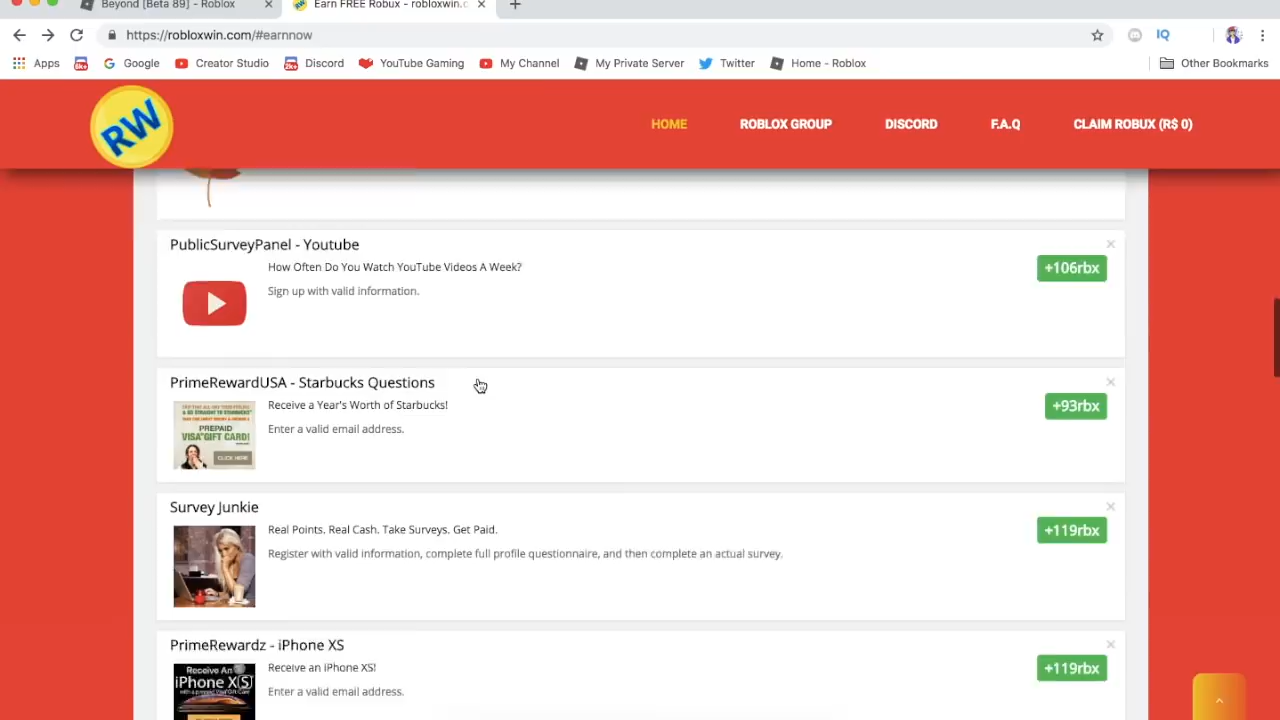 Beyond [Beta 89] - Roblox
Earn FREE Robux - robloxwin.c
https://robloxwin.com/#earnnow
IQ
Apps
6k+
Google
Creator Studio
2k+
Discord
YouTube Gaming
My Channel
My Private Server
Twitter
Home - Roblox
Other Bookmarks
RW
HOME
ROBLOX GROUP
DISCORD
F.A.Q
CLAIM ROBUX (R$ 0)
PublicSurveyPanel - Youtube
How Often Do You Watch YouTube Videos A Week?
Sign up with valid information.
+106rbx
PrimeRewardUSA - Starbucks Questions
Receive a Year's Worth of Starbucks!
Enter a valid email address.
+93rbx
PREPAID
VISA GIFT CARD!
CLICK HERE
Survey Junkie
Real Points. Real Cash. Take Surveys. Get Paid.
Register with valid information, complete full profile questionnaire, and then complete an actual survey.
+119rbx
PrimeRewardz - iPhone XS
Receive an iPhone XS!
Enter a valid email address.
+119rbx
Receive An
iPhone XS